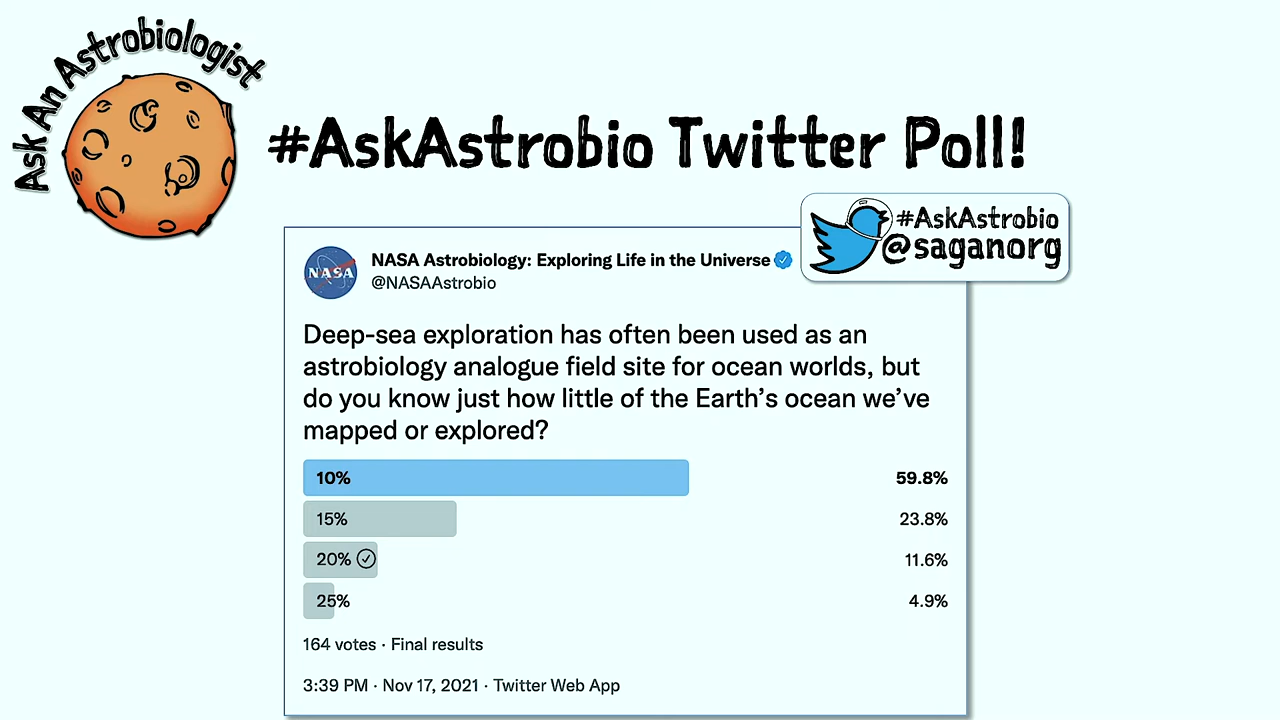 Ask An Astrobiologist
#AskAstrobio Twitter Poll!
#AskAstrobio
@saganorg
NASA
NASA Astrobiology: Exploring Life in the Universe
@NASAAstrobio
Deep-sea exploration has often been used as an
astrobiology analogue field site for ocean worlds, but
do you know just how little of the Earth's ocean we've
mapped or explored?
10% 59.8%
15% 23.8%
20% 11.6%
25% 4.9%
164 votes · Final results
3:39 PM · Nov 17, 2021 · Twitter Web App